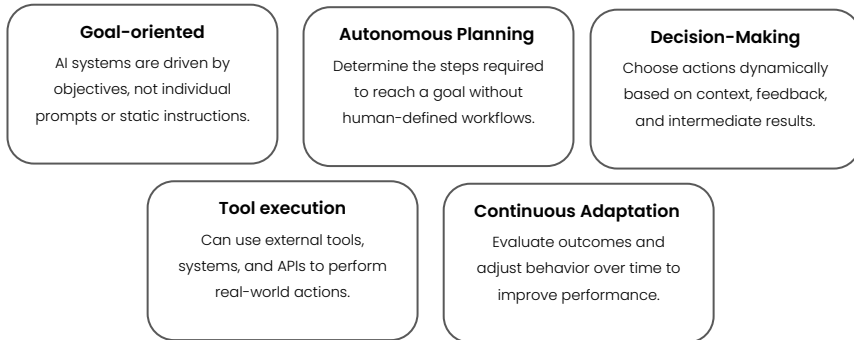 Goal-oriented
AI systems are driven by
objectives, not individual
prompts or static instructions.
Autonomous Planning
Determine the steps required
to reach a goal without
human-defined workflows.
Decision-Making
Choose actions dynamically
based on context, feedback,
and intermediate results.
Tool execution
Can use external tools,
systems, and APIs to perform
real-world actions.
Continuous Adaptation
Evaluate outcomes and
adjust behavior over time to
improve performance.